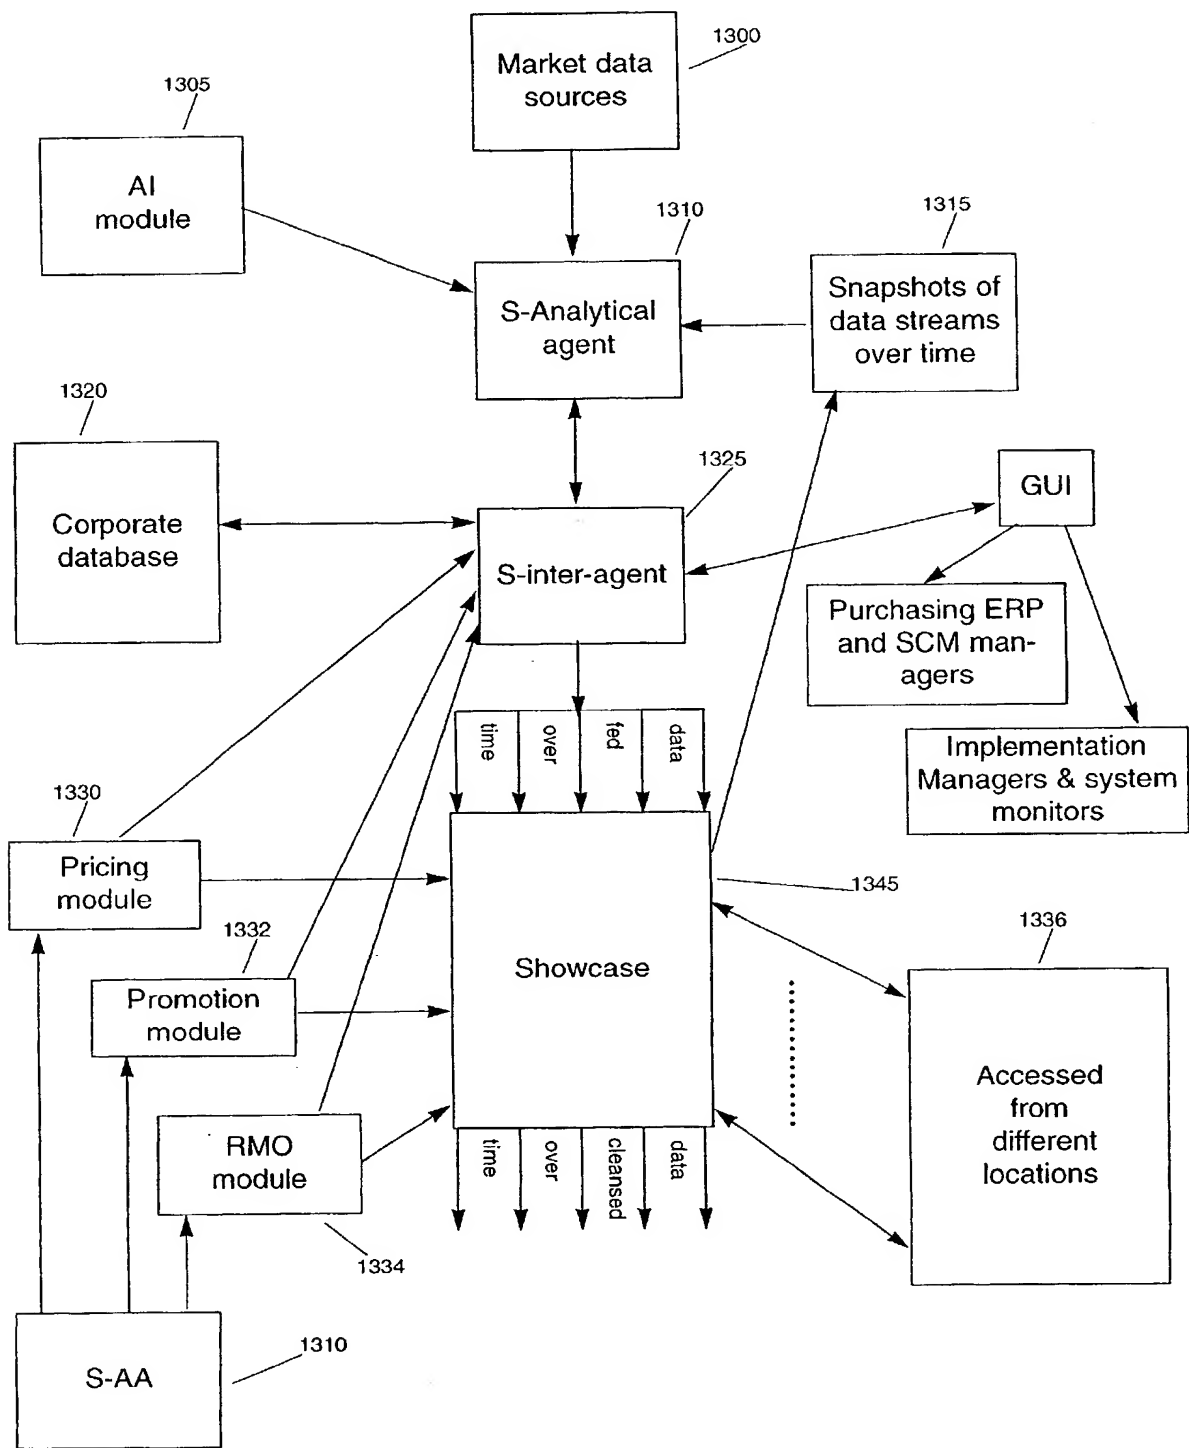 1300
Market data
sources
1305
AI
module
1310
S-Analytical
agent
1315
Snapshots of
data streams
over time
1320
Corporate
database
1325
S-inter-agent
GUI
Purchasing ERP
and SCM man-
agers
Implementation
Managers & system
monitors
time
over
fed
data
1330
Pricing
module
1345
Showcase
1332
Promotion
module
1336
Accessed
from
different
locations
RMO
module
1334
time
over
cleansed
data
S-AA
1310